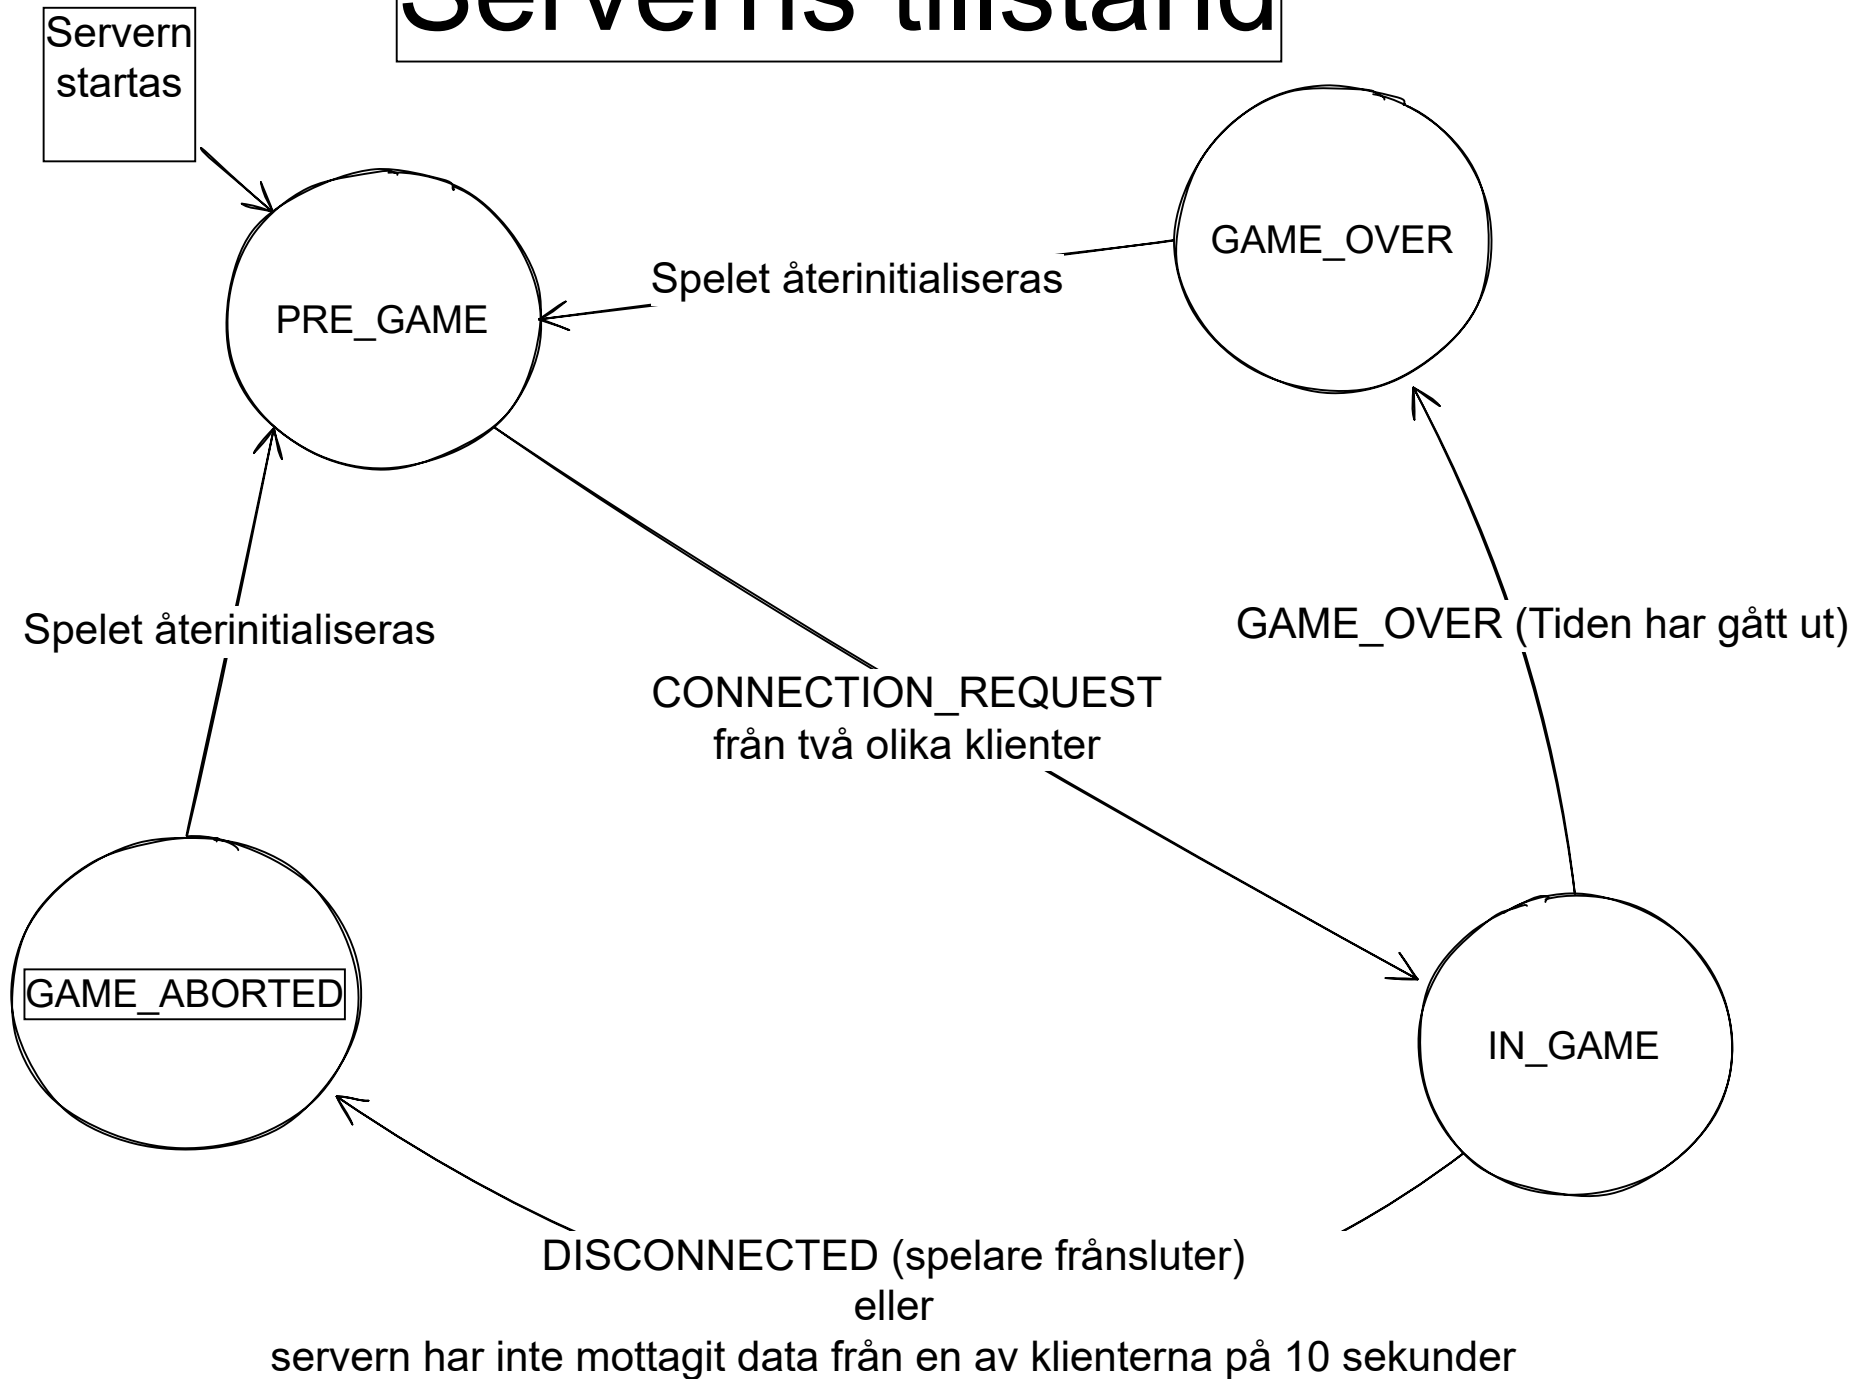 Serverns tillstånd
Servern
startas
GAME_OVER
Spelet återinitialiseras
PRE_GAME
Spelet återinitialiseras
GAME_OVER (Tiden har gått ut)
CONNECTION_REQUEST
från två olika klienter
GAME_ABORTED
IN_GAME
DISCONNECTED (spelare frånsluter)
eller
servern har inte mottagit data från en av klienterna på 10 sekunder